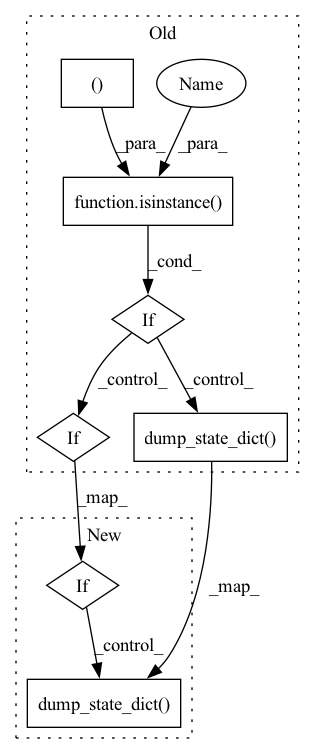 Old
()
Name
_para_
_para_
function.isinstance()
_cond_
If
_control_
_control_
If
dump_state_dict()
_map_
New
If
_map_
_control_
dump_state_dict()